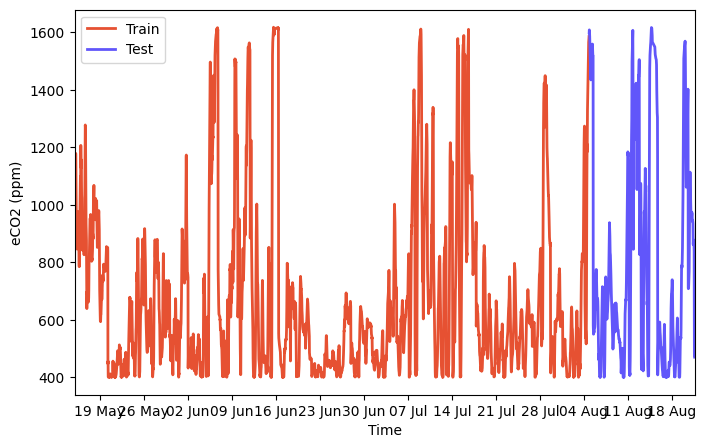 Train
Test
1600
1400
1200
1000
800
600
400
eCO2 (ppm)
19 May 26 May 02 Jun 09 Jun 16 Jun 23 Jun 30 Jun 07 Jul 14 Jul 21 Jul 28 Jul 04 Aug 11 Aug 18 Aug
Time